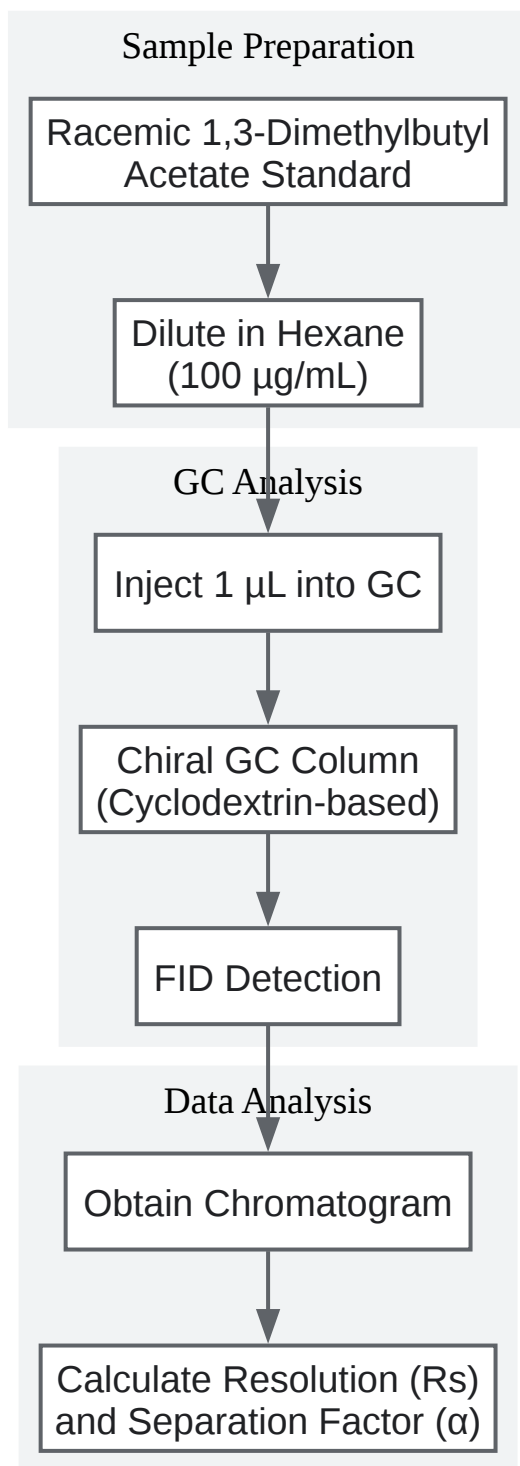 Sample Preparation
Racemic 1,3-Dimethylbutyl
Acetate Standard
Dilute in Hexane
(100 µg/mL)
GC Analysis
Inject 1 µL into GC
Chiral GC Column
(Cyclodextrin-based)
FID Detection
Data Analysis
Obtain Chromatogram
Calculate Resolution (Rs)
and Separation Factor (α)